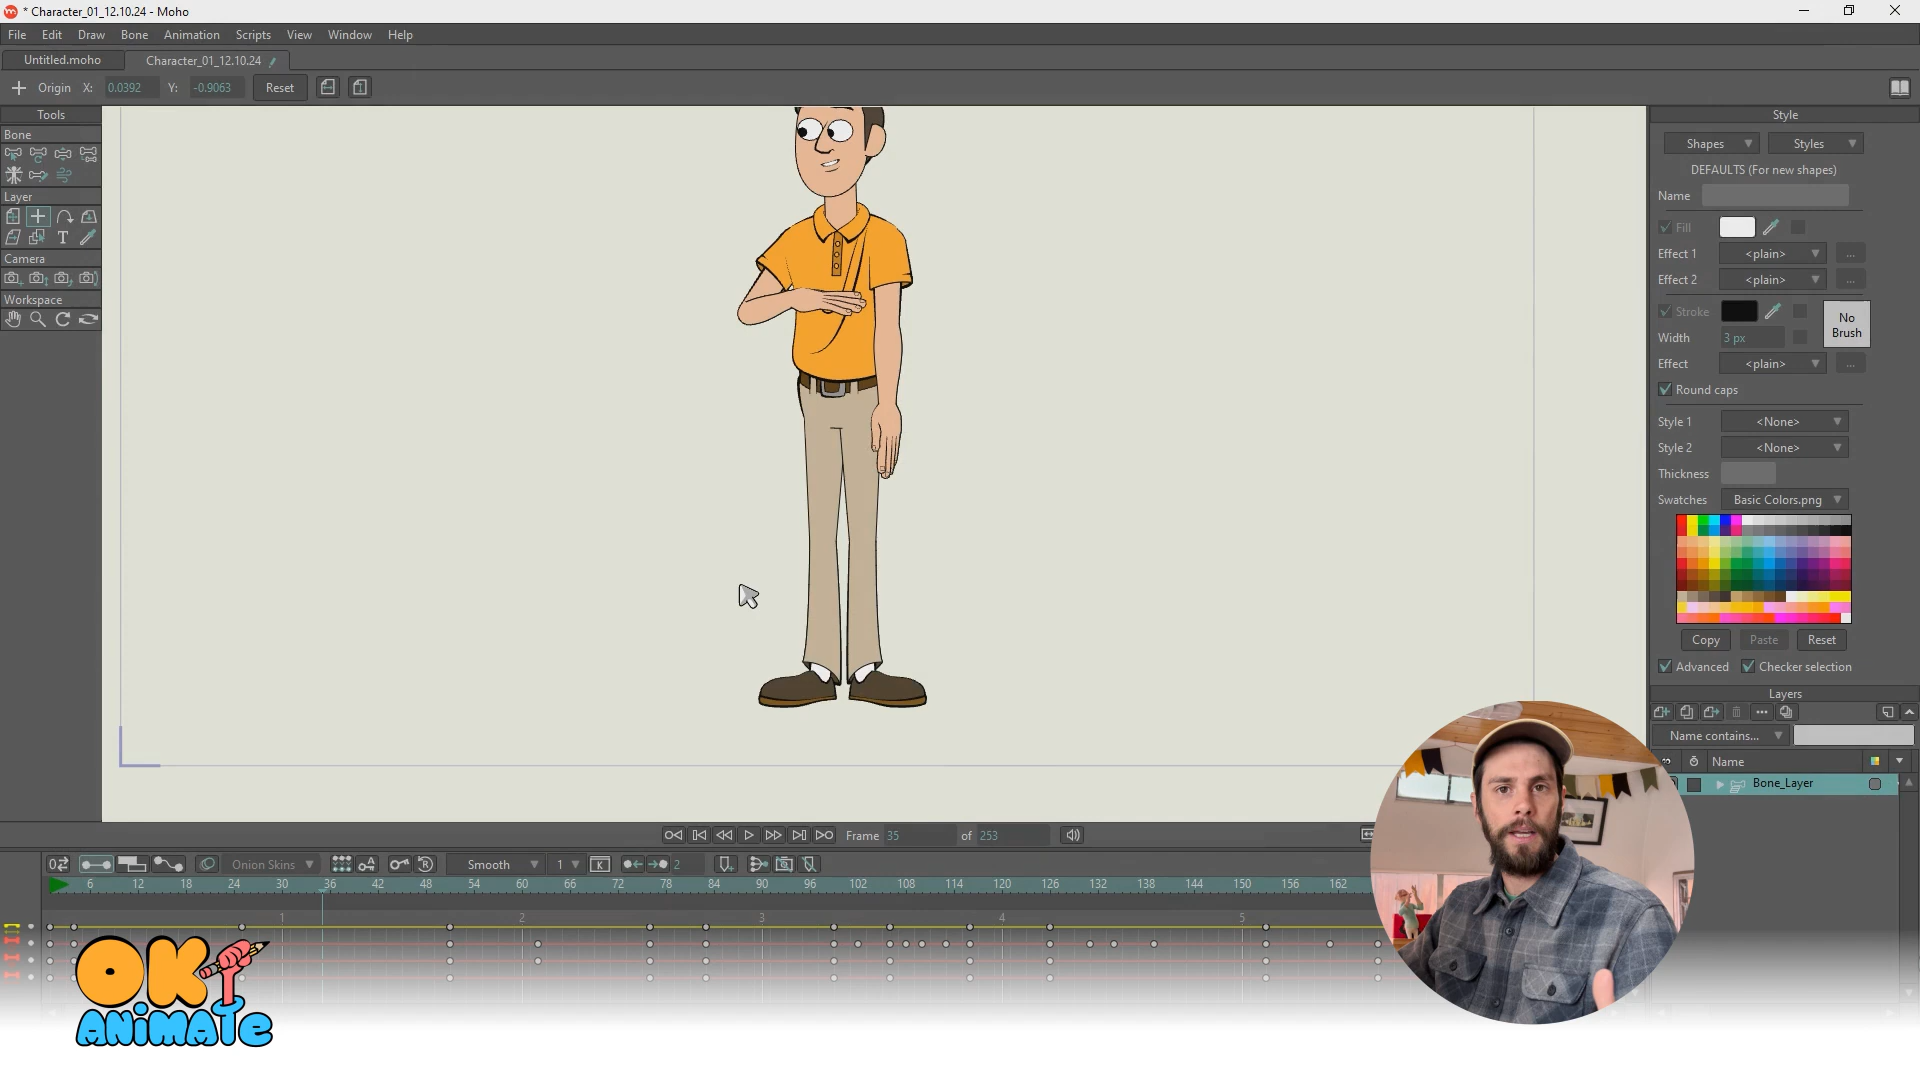 * Character_01_12.10.24 - Moho
File Edit Draw Bone Animation Scripts View Window Help
Untitled.moho Character_01_12.10.24
Origin X: 0.0392 Y: -0.9063 Reset
Tools
Bone
Layer
T
Camera
Workspace
Style
Shapes Styles
DEFAULTS (For new shapes)
Name
Fill
Effect 1 <plain> ...
Effect 2 <plain> ...
Stroke
No
Brush
Width 3 px
Effect <plain> ...
Round caps
Style 1 <None>
Style 2 <None>
Thickness
Swatches Basic Colors.png
Copy Paste Reset
Advanced Checker selection
Layers
Name contains...
Name
Bone_Layer
Frame 35 of 253
Onion Skins Smooth 1 K 2
6 12 18 24 30 36 42 48 54 60 66 72 78 84 90 96 102 108 114 120 126 132 138 144 150 156 162
1 2 3 4 5
OK
ANiMATe